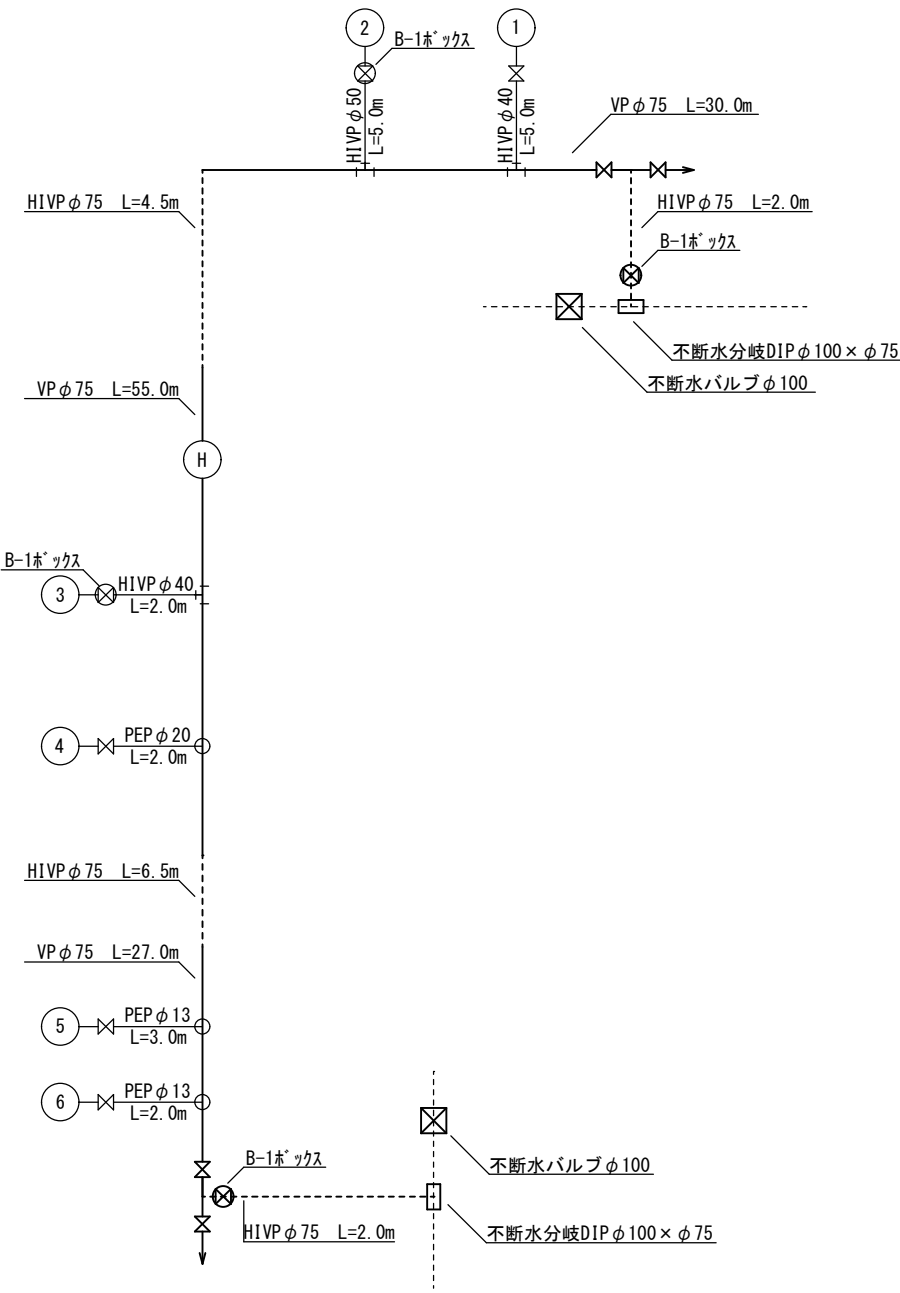 2
1
B-1ﾎﾞｯｸｽ
HIVPφ50
L=5.0m
HIVPφ40
L=5.0m
VPφ75 L=30.0m
HIVPφ75 L=4.5m
HIVPφ75 L=2.0m
B-1ﾎﾞｯｸｽ
不断水分岐DIPφ100×φ75
不断水バルブφ100
VPφ75 L=55.0m
H
B-1ﾎﾞｯｸｽ
3
HIVPφ40
L=2.0m
4
PEPφ20
L=2.0m
HIVPφ75 L=6.5m
VPφ75 L=27.0m
5
PEPφ13
L=3.0m
6
PEPφ13
L=2.0m
B-1ﾎﾞｯｸｽ
不断水バルブφ100
HIVPφ75 L=2.0m
不断水分岐DIPφ100×φ75